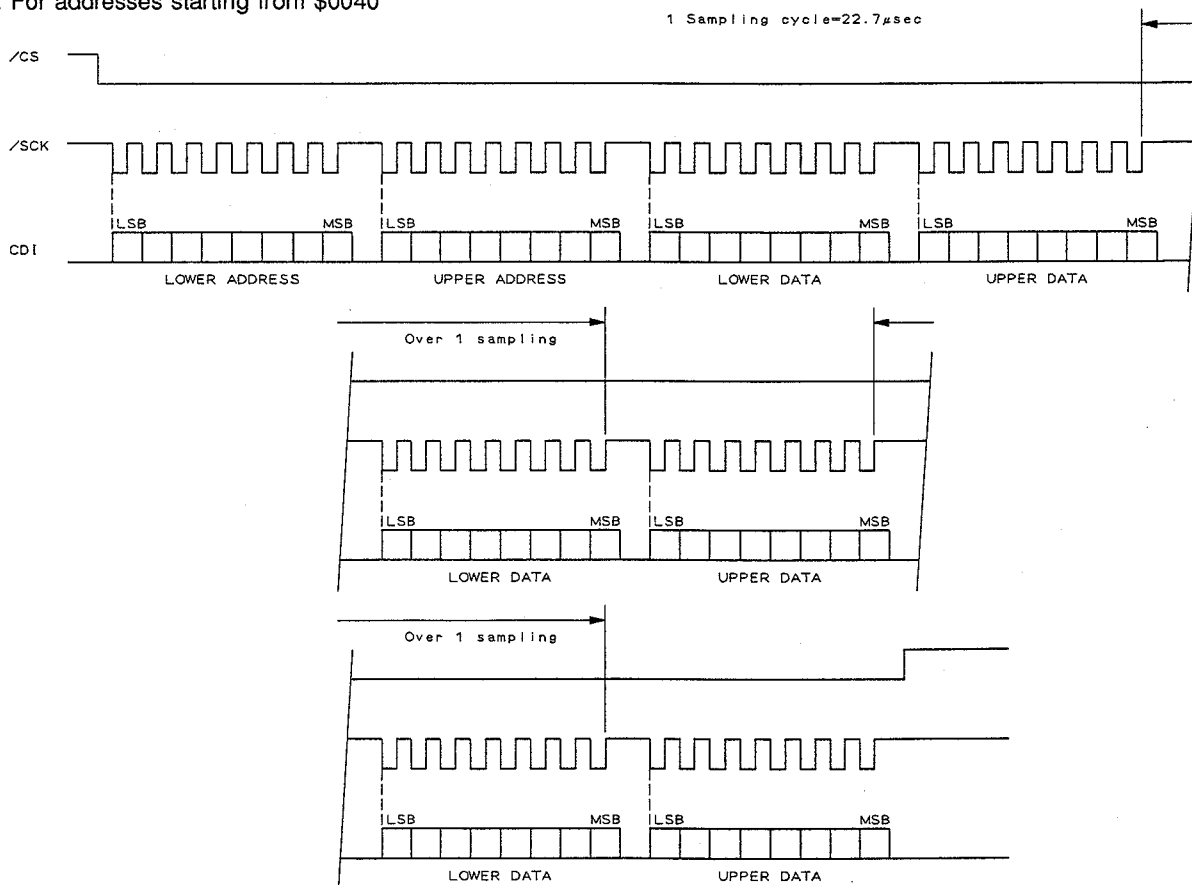 . For addresses starting from $0040
1 Sampling cycle=22.7μsec
/CS
/SCK
LSB MSB LSB MSB LSB MSB LSB MSB
CDI
LOWER ADDRESS UPPER ADDRESS LOWER DATA UPPER DATA
Over 1 sampling
LSB MSB LSB MSB
LOWER DATA UPPER DATA
Over 1 sampling
LSB MSB LSB MSB
LOWER DATA UPPER DATA